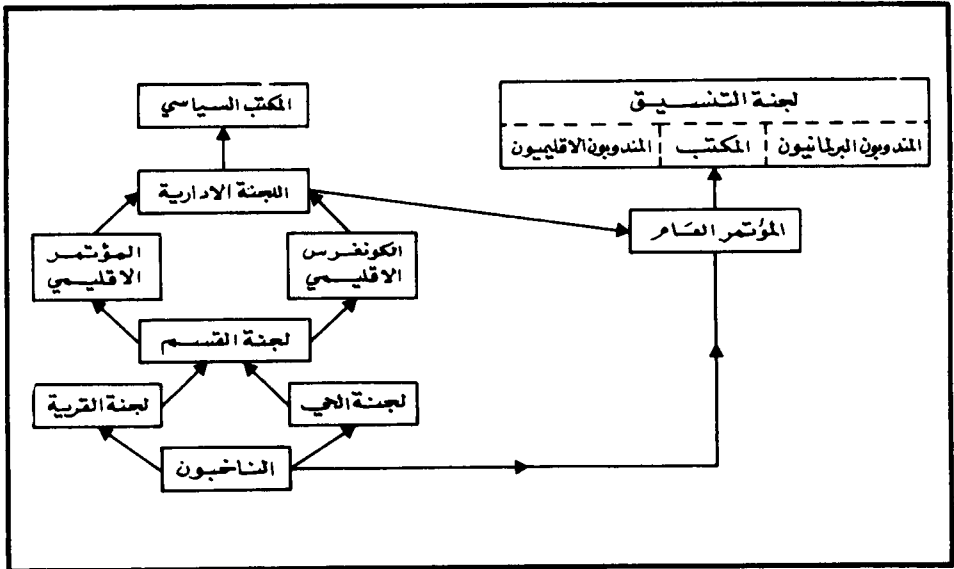 لجنة التنسيق
المندوبون البرلمانيون
المكتب
المندوبون الاقليميون
المكتب السياسي
اللجنة الادارية
المؤتمر العام
الكونفرس
الاقليمي
المؤتمر
الاقليمي
لجنة القسم
لجنة الحي
لجنة القرية
الناخبون